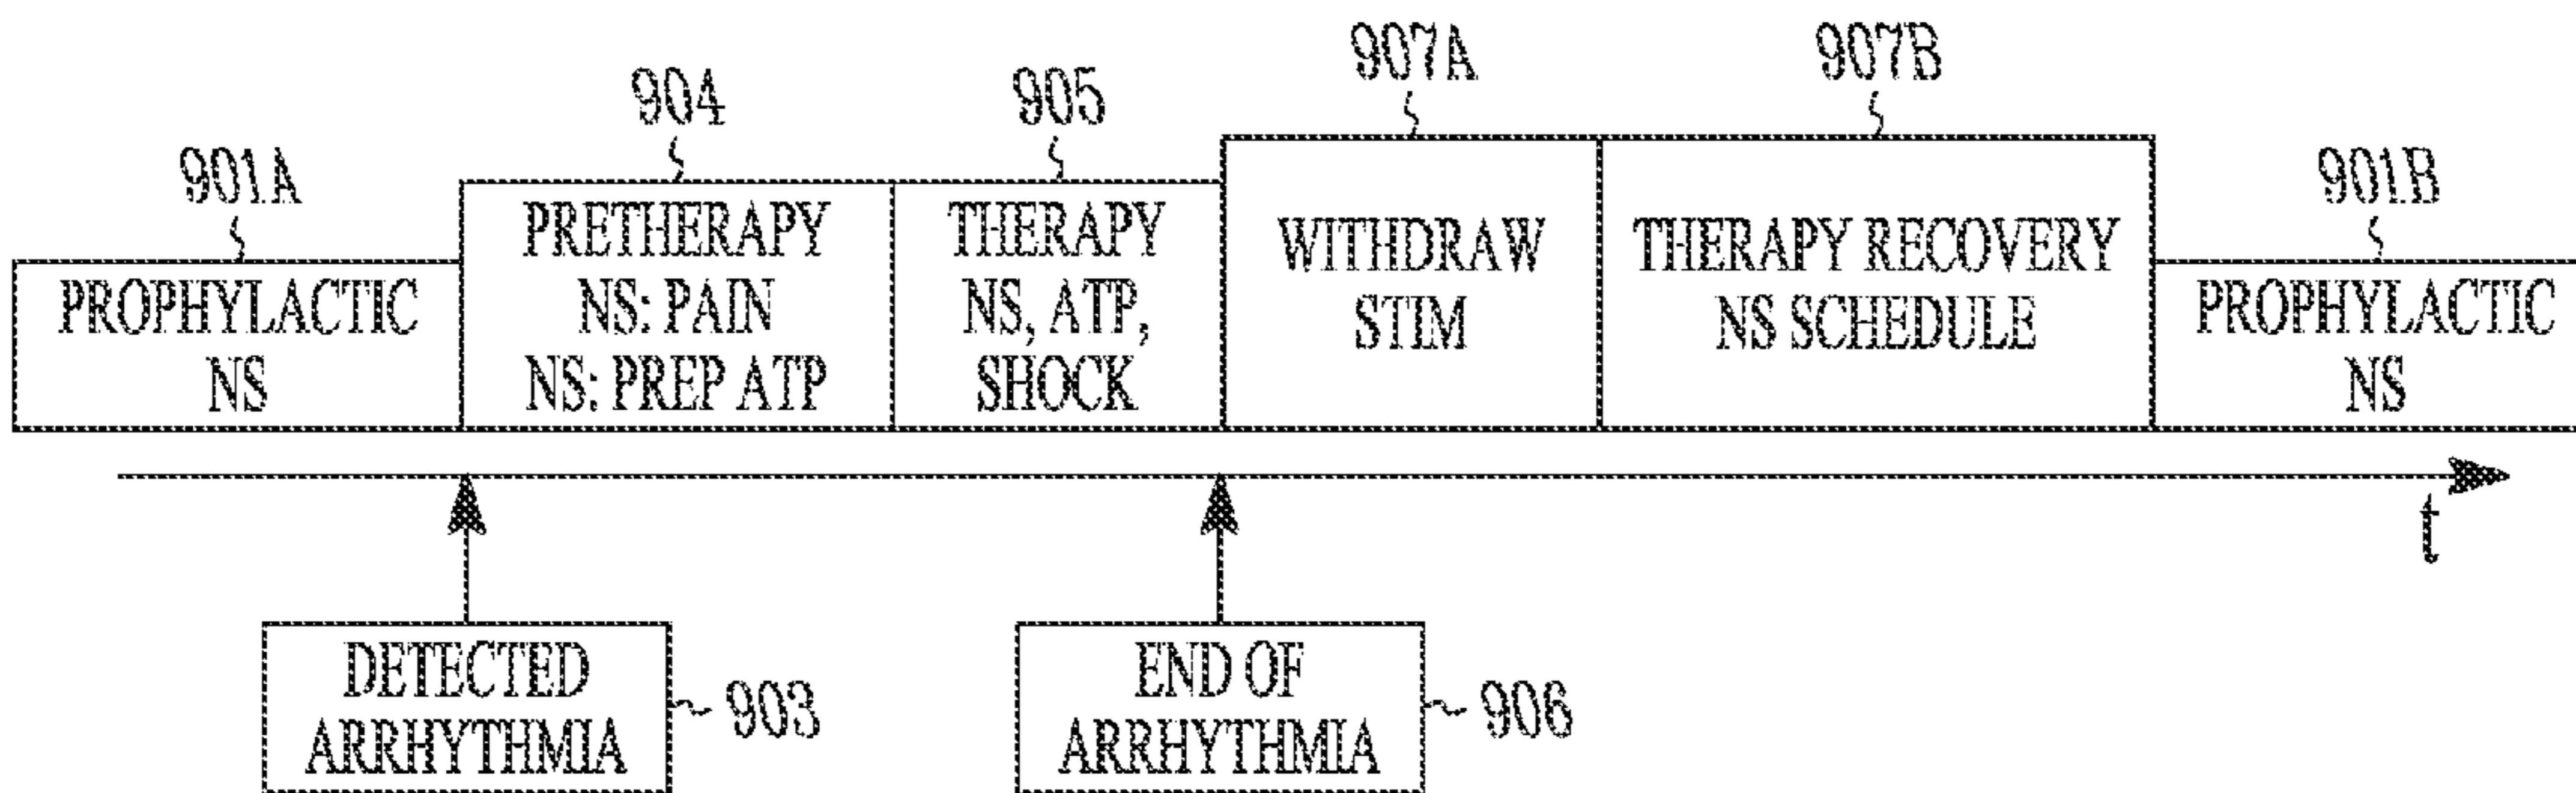 907A
907B
904
905
901A
901B
PROPHYLACTIC
NS
PRETHERAPY
NS: PAIN
NS: PREP ATP
THERAPY
NS, ATP,
SHOCK
WITHDRAW
STIM
THERAPY RECOVERY
NS SCHEDULE
PROPHYLACTIC
NS
t
DETECTED
ARRHYTHMIA
903
END OF
ARRHYTHMIA
906